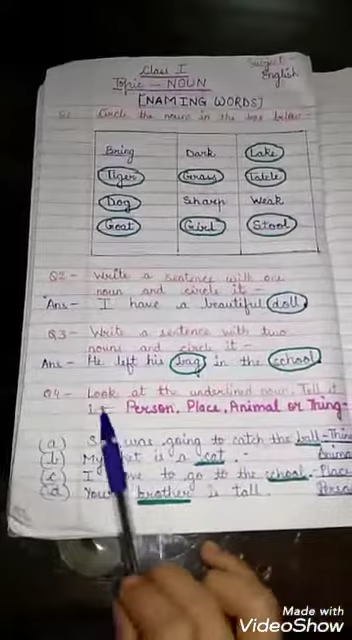 Class I
Subject
English
Topic - NOUN
[NAMING WORDS]
Q1 Circle the nouns in the box below-
Bring Dark Lake
Tiger Grass Table
Dog Sharp Weak
Goat Girl Stool
Q2- Write a sentence with one
noun and circle it -
Ans- I have a beautiful doll.
Q3- Write a sentence with two
nouns and circle it -
Ans- He left his bag in the school.
Q4- Look at the underlined noun. Tell it
is Person, Place, Animal or Thing-
(a) was going to catch the ball-Thing
(b) My is a cat. -
(c) I to go to the school.-Place
(d) brother is tall. Person
Made with
VideoShow